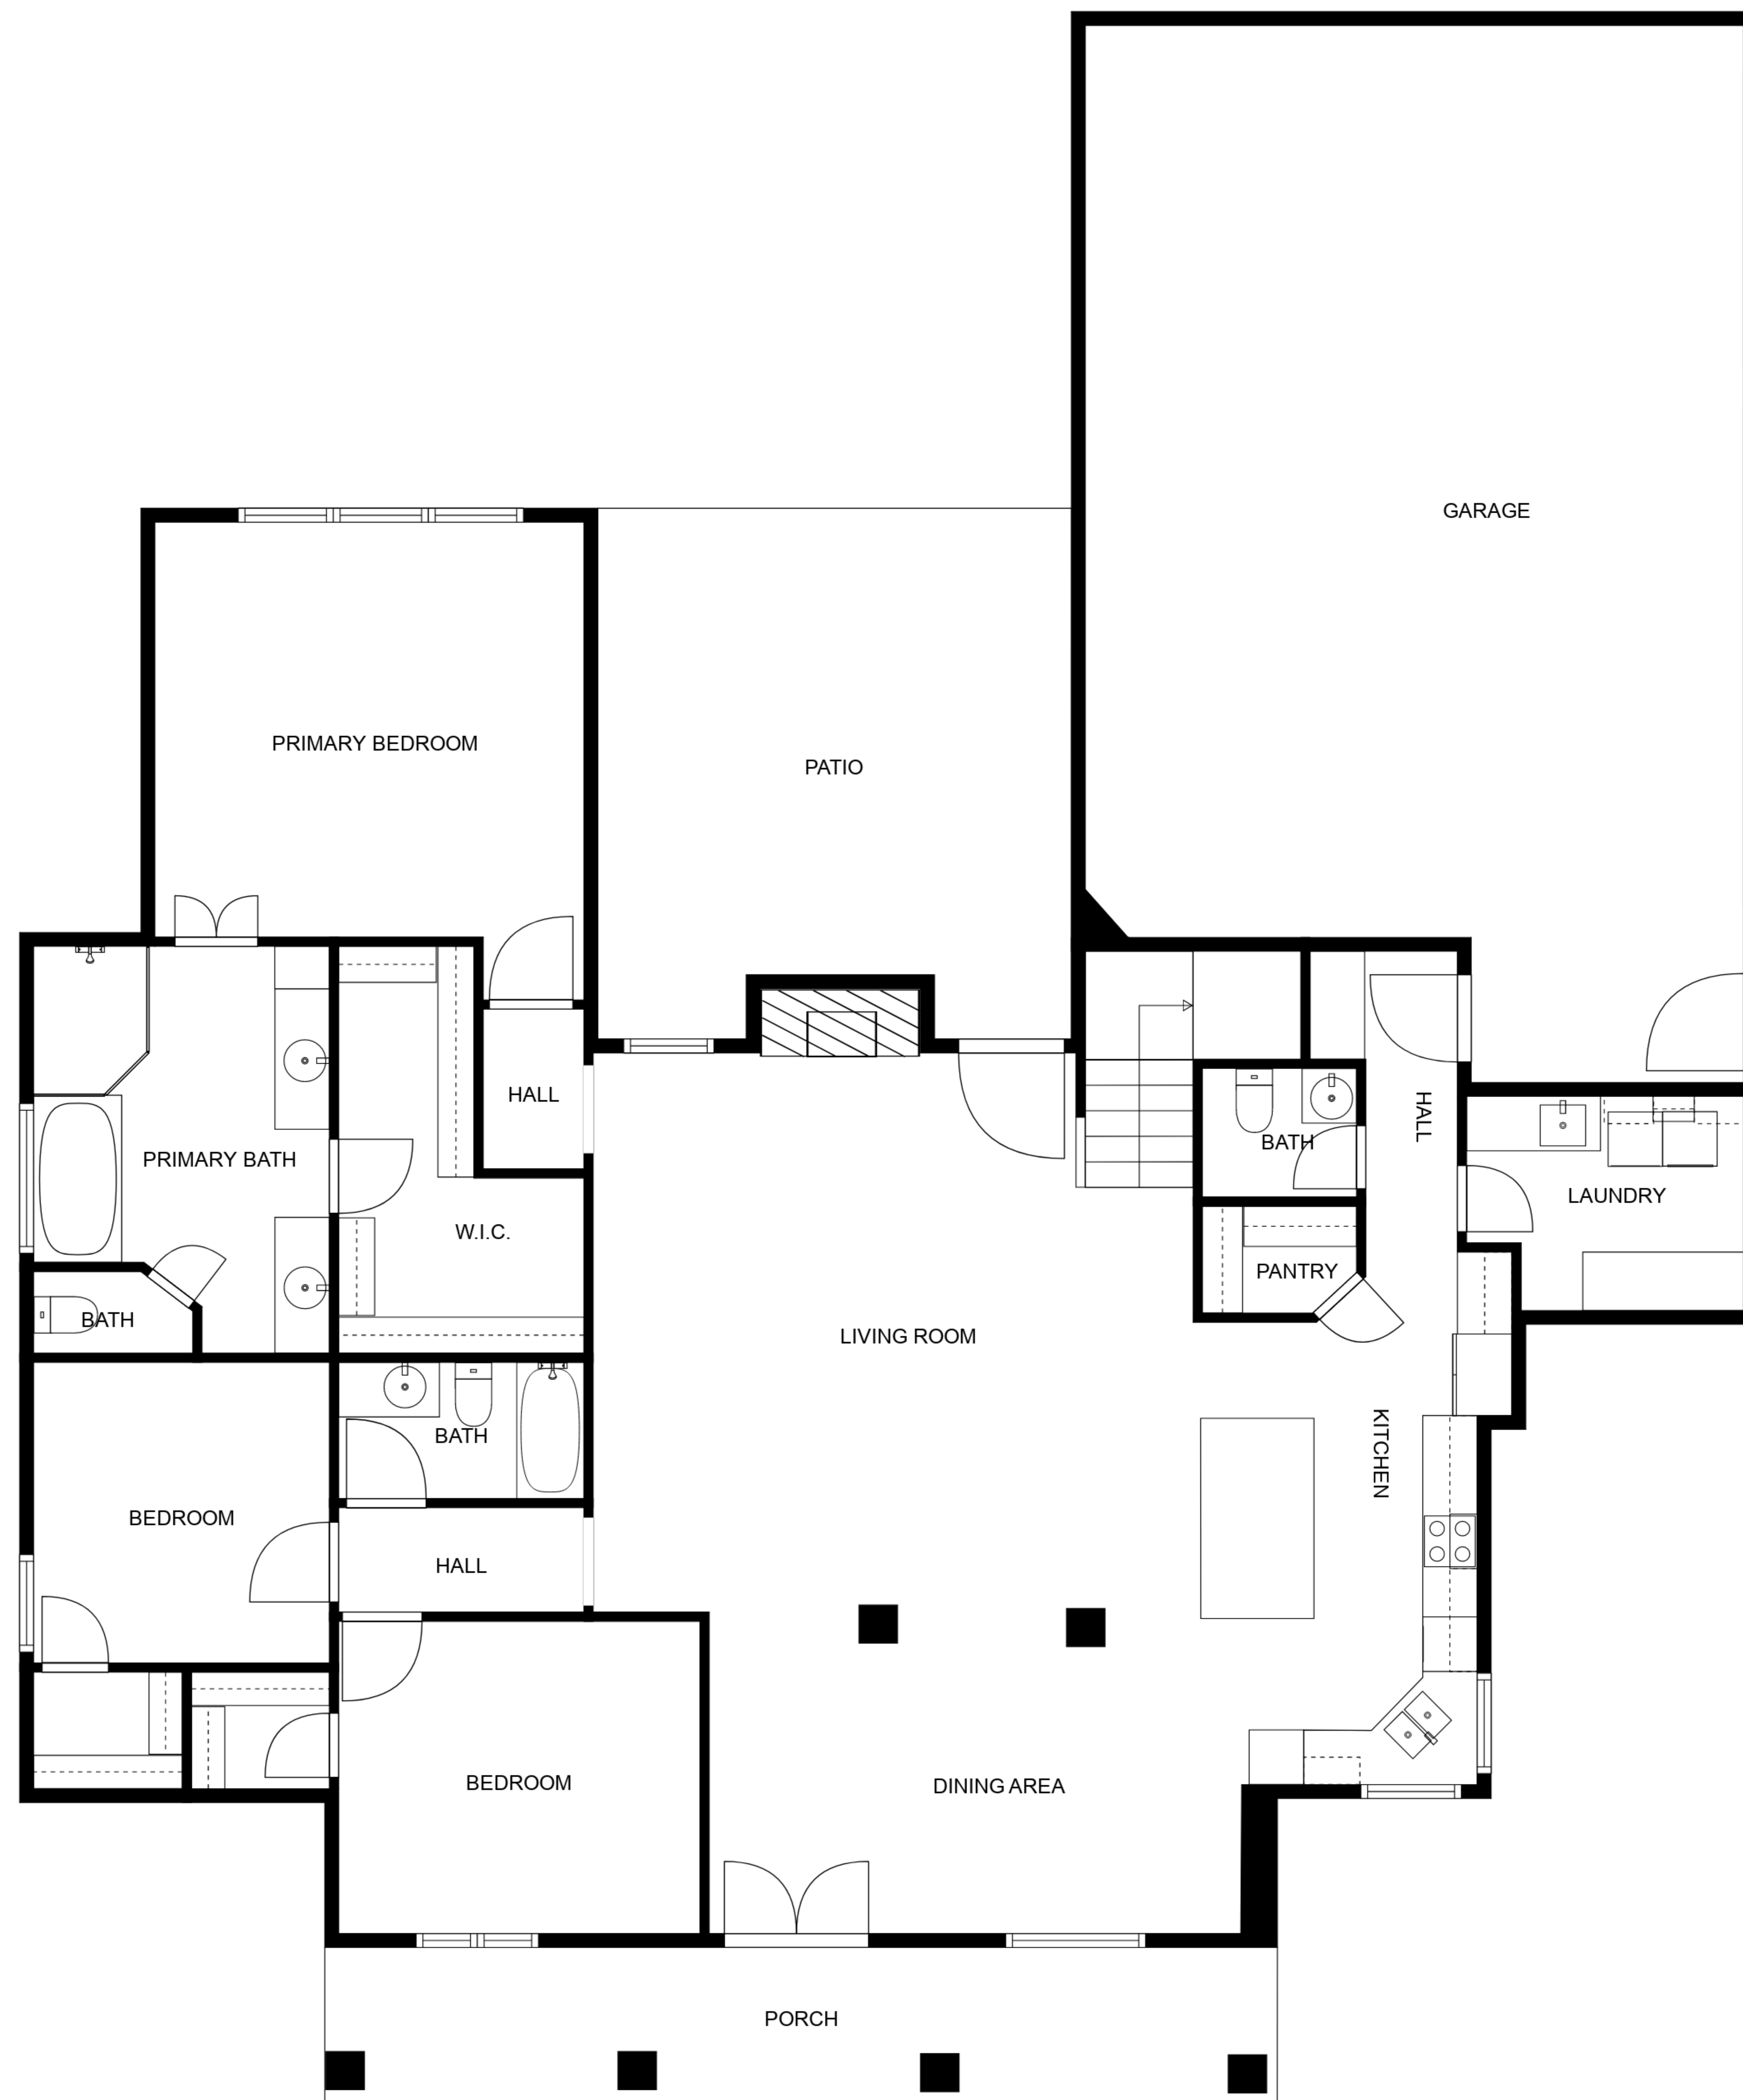 GARAGE
PRIMARY BEDROOM
PATIO
HALL
HALL
BATH
PRIMARY BATH
LAUNDRY
W.I.C.
PANTRY
BATH
LIVING ROOM
BATH
KITCHEN
BEDROOM
HALL
BEDROOM
DINING AREA
PORCH